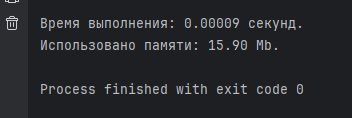 Время выполнения: 0.00009 секунд.
Использовано памяти: 15.90 Mb.
Process finished with exit code 0